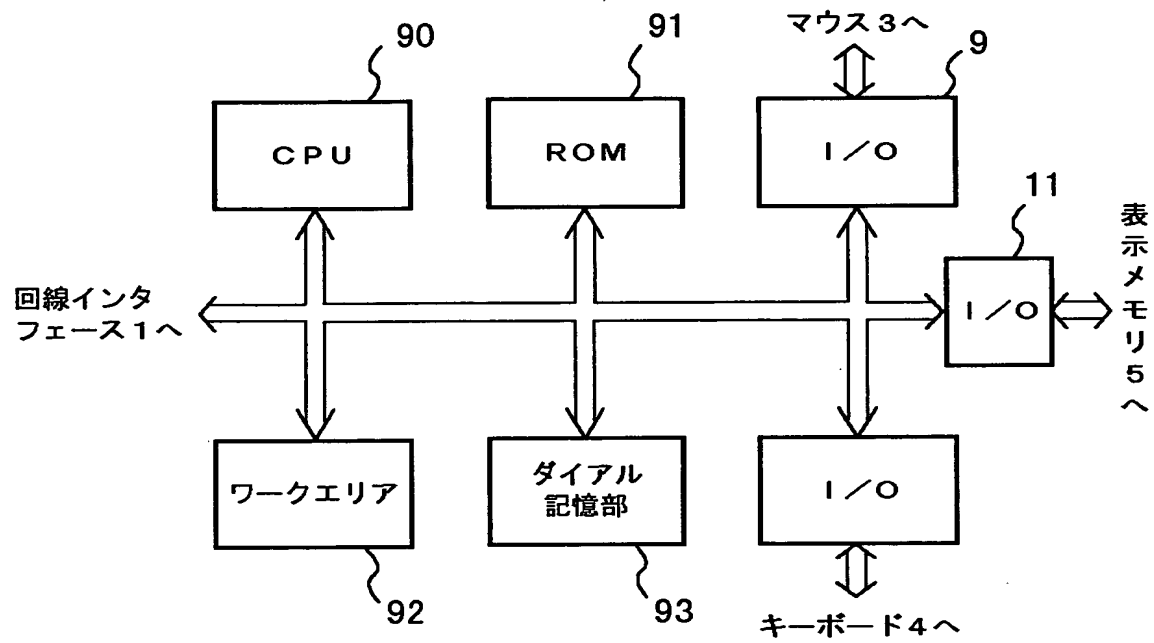 90
91
マウス3へ
9
CPU
ROM
I/O
11
表示メモリ5へ
回線インタ
フェース1へ
I/O
ワークエリア
ダイアル
記憶部
I/O
92
93
キーボード4へ